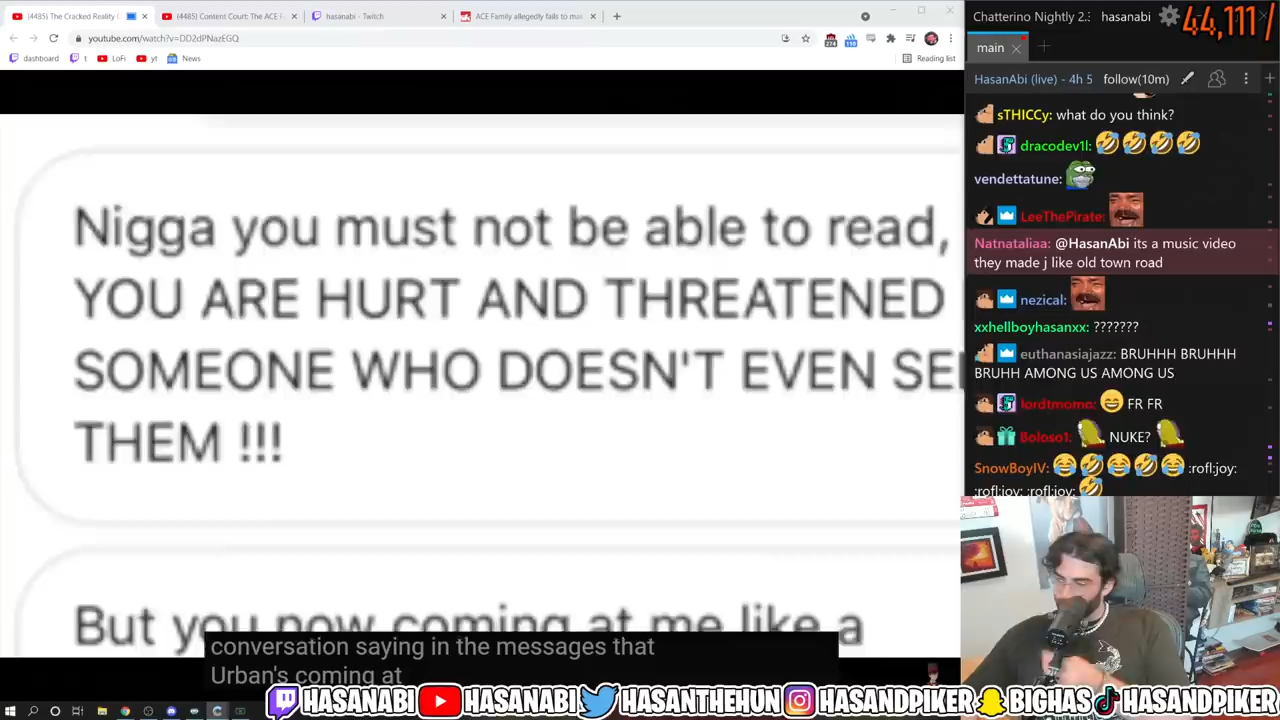 (4485) The Cracked Reality
(4485) Content Court: The ACE F
hasanabi - Twitch
ACE Family allegedly fails to ma
youtube.com/watch?v=DD2dPNazEGQ
dashboard
t
LoFi
yt
News
Reading list
Nigga you must not be able to read,
YOU ARE HURT AND THREATENED
SOMEONE WHO DOESN'T EVEN SE
THEM !!!
But you now coming at me like a
conversation saying in the messages that
Urban's coming at
Chatterino Nightly 2.
hasanabi
44,111/
main
HasanAbi (live) - 4h 5
follow(10m)
sTHICCy: what do you think?
dracodev1l: 🤣🤣🤣🤣
vendettatune:
LeeThePirate:
Natnataliaa: @HasanAbi its a music video
they made j like old town road
nezical:
xxhellboyhasanxx: ???????
euthanasiajazz: BRUHHH BRUHHH
BRUHH AMONG US AMONG US
lordtmomo: 😄 FR FR
Boloso1: NUKE?
SnowBoyIV: 😂🤣😂🤣😂 :rofl:joy:
:rofl:joy: :rofl:joy: 🤣
HASANABI
HASANABI
HASANTHEHUN
HASANDPIKER
BIGHAS
HASANDPIKER